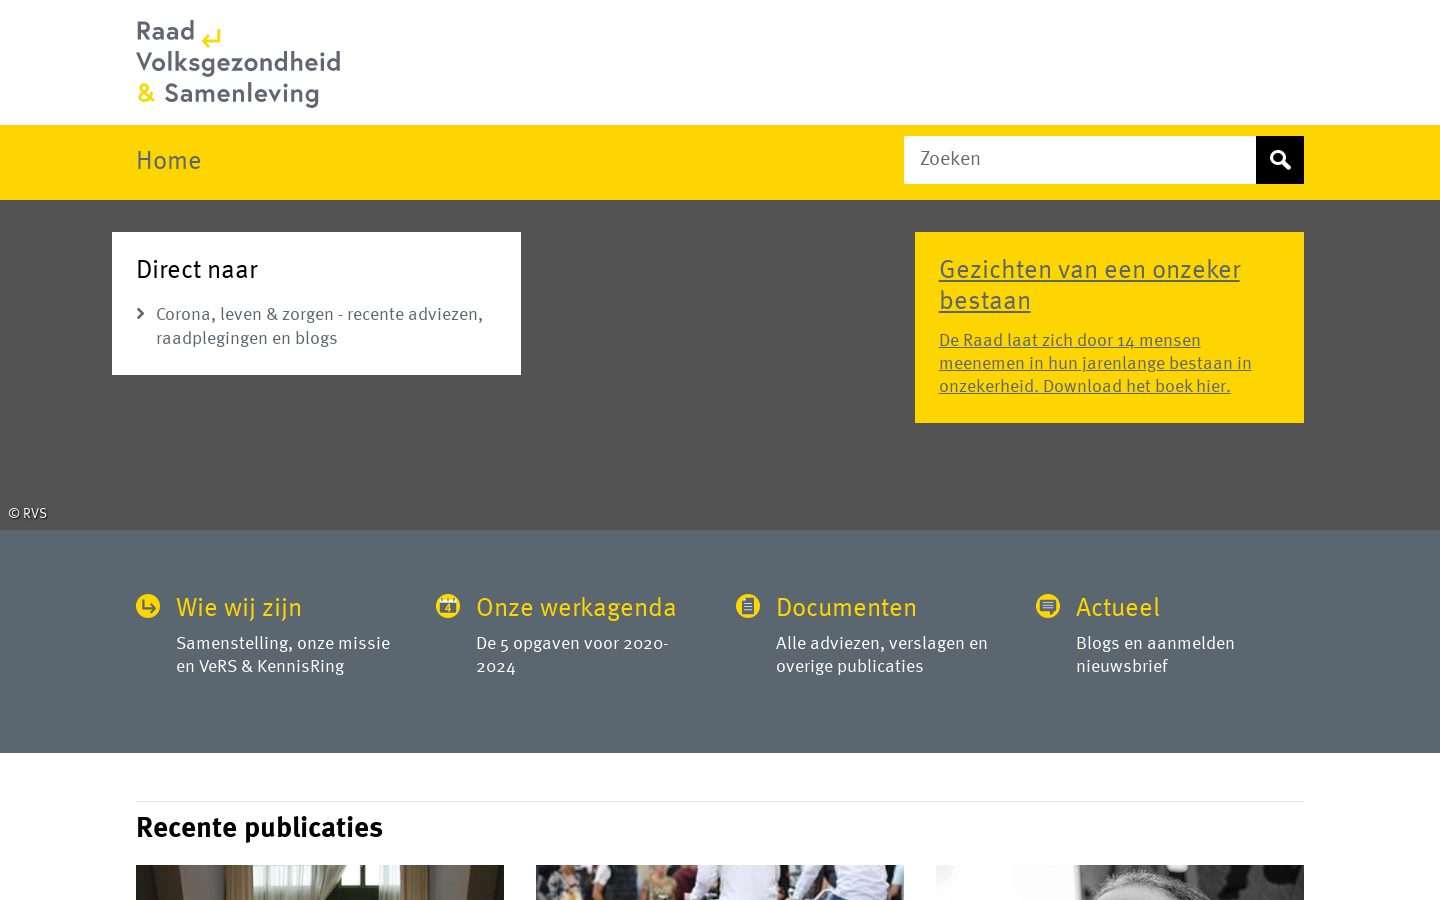 Raad
Volksgezondheid
& Samenleving
Home
Zoeken
Direct naar
Corona, leven & zorgen - recente adviezen,
raadplegingen en blogs
Gezichten van een onzeker
bestaan
De Raad laat zich door 14 mensen
meenemen in hun jarenlange bestaan in
onzekerheid. Download het boek hier.
© RVS
Wie wij zijn
Samenstelling, onze missie
en VeRS & KennisRing
4
Onze werkagenda
De 5 opgaven voor 2020-
2024
Documenten
Alle adviezen, verslagen en
overige publicaties
Actueel
Blogs en aanmelden
nieuwsbrief
Recente publicaties